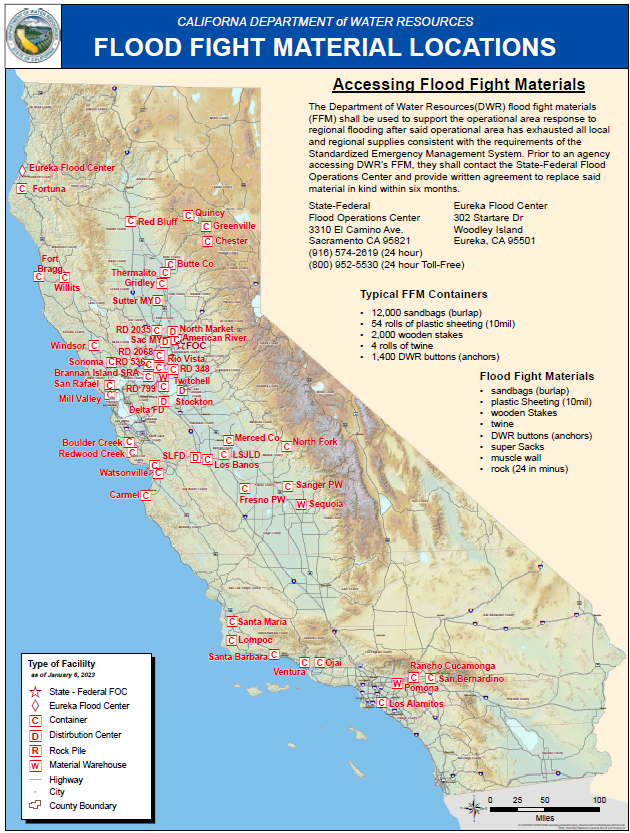 CALIFORNA DEPARTMENT of WATER RESOURCES
FLOOD FIGHT MATERIAL LOCATIONS
Accessing Flood Fight Materials
The Department of Water Resources(DWR) flood fight materials
(FFM) shall be used to support the operational area response to
regional flooding after said operational area has exhausted all local
and regional supplies consistent with the requirements of the
Standardized Emergency Management System. Prior to an agency
accessing DWR's FFM, they shall contact the State-Federal Flood
Operations Center and provide written agreement to replace said
material in kind within six months.
State-Federal
Flood Operations Center
3310 El Camino Ave.
Sacramento CA 95821
(916) 574-2619 (24 hour)
(800) 952-5530 (24 hour Toll-Free)
Eureka Flood Center
302 Startare Dr
Woodley Island
Eureka, CA 95501
Typical FFM Containers
• 12,000 sandbags (burlap)
• 54 rolls of plastic sheeting (10mil)
• 2,000 wooden stakes
• 4 rolls of twine
• 1,400 DWR buttons (anchors)
Flood Fight Materials
• sandbags (burlap)
• plastic Sheeting (10mil)
• wooden Stakes
• twine
• DWR buttons (anchors)
• super Sacks
• muscle wall
• rock (24 in minus)
Eureka Flood Center
C Fortuna
C Red Bluff
C Quincy
C Greenville
C Chester
Fort
Bragg
C
C
Willits
C Butte Co.
Thermalito C
Gridley C
Sutter MY D
RD 2035 C
D North Market
Sac MY D
C American River
FOC
Windsor C
RD 2068 C
Sonoma C
RD 536 C
Rio Vista
Brannan Island SRA C
C RD 348
W
San Rafael C
RD 799 C
Twitchell
D
Mill Valley C
D Stockton
Delta FD
Boulder Creek C
Redwood Creek C
C Merced Co.
C North Fork
SLFD D
C
C LSJLD
Los Banos
C
Watsonville C
Carmel C
C
Fresno PW
C Sanger PW
W Sequoia
C Santa Maria
C Lompoc
Santa Barbara C
C
Ventura
C Ojai
Rancho Cucamonga
C
C San Bernardino
W
Pomona
C Los Alamitos
Type of Facillty
as of January 6, 2023
State - Federal FOC
Eureka Flood Center
C Container
D Distirbution Center
R Rock Pile
W Material Warehouse
Highway
City
County Boundary
0 25 50 100
Miles